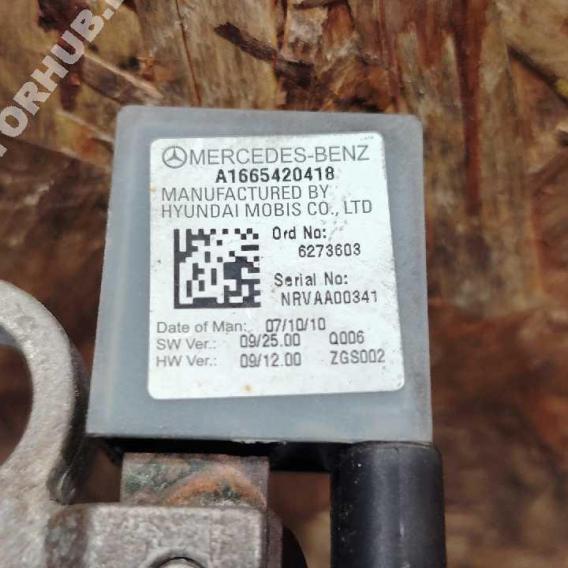 MERCEDES-BENZ
A1665420418
MANUFACTURED BY
HYUNDAI MOBIS CO., LTD
Ord No:
6273603
Serial No:
NRVAA00341
Date of Man: 07/10/10
SW Ver.: 09/25.00 Q006
HW Ver.: 09/12.00 ZGS002